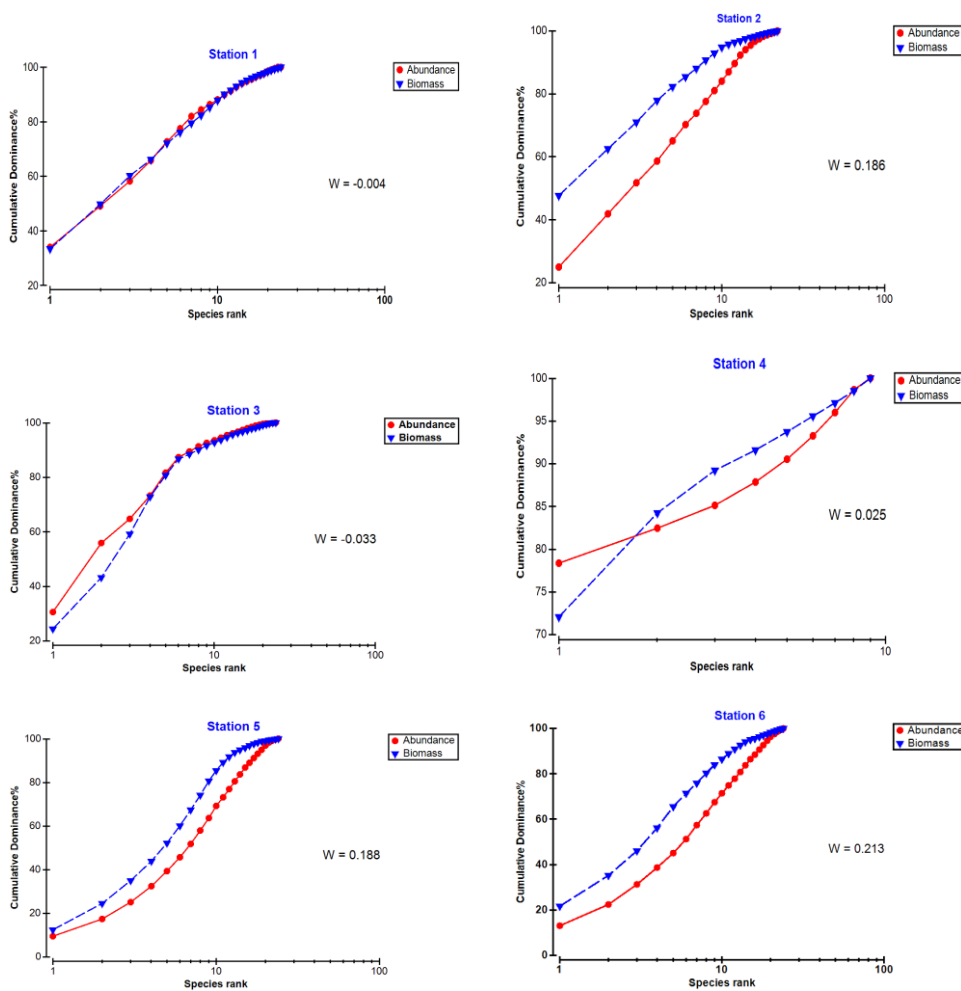 Station 1
Abundance
Biomass
Cumulative Dominance%
100
80
60
40
20
W = -0.004
1
10
100
Species rank
Station 2
Abundance
Biomass
Cumulative Dominance%
100
80
60
40
20
W = 0.186
1
10
100
Species rank
Station 3
Abundance
Biomass
Cumulative Dominance%
100
80
60
40
20
W = -0.033
1
10
100
Species rank
Station 4
Abundance
Biomass
Cumulative Dominance%
100
95
90
85
80
75
70
W = 0.025
1
10
Species rank
Station 5
Abundance
Biomass
Cumulative Dominance%
100
80
60
40
20
0
W = 0.188
1
10
100
Species rank
Station 6
Abundance
Biomass
Cumulative Dominance%
100
80
60
40
20
0
W = 0.213
1
10
100
Species rank